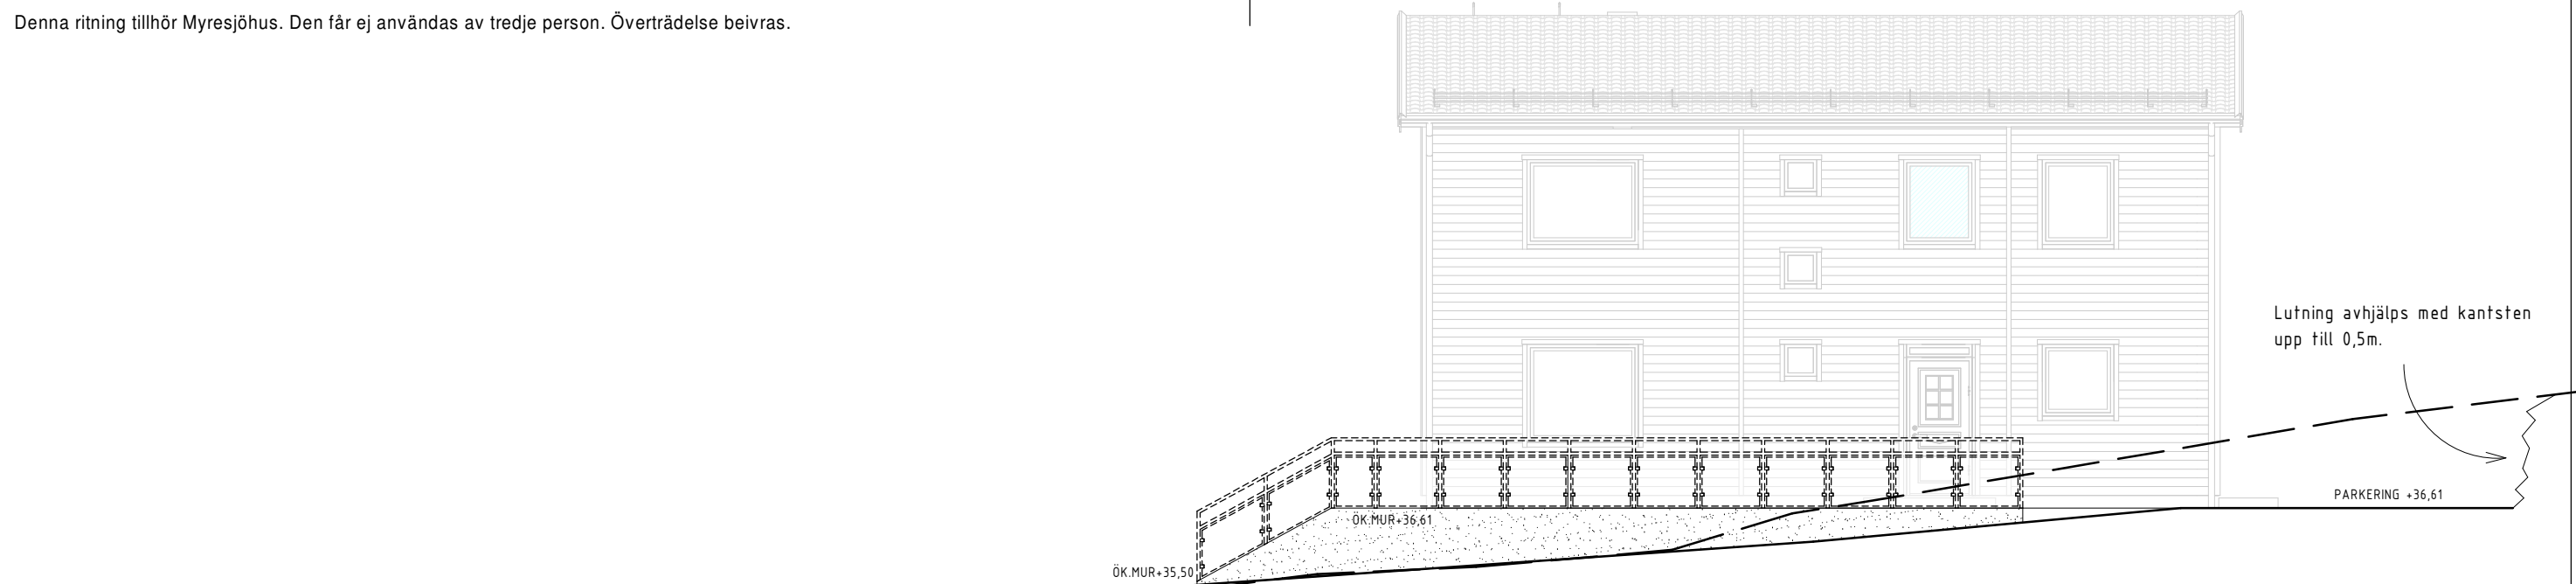 Denna ritning tillhör Myresjöhus. Den får ej användas av tredje person. Överträdelse beivras.
Lutning avhjälps med kantsten
upp till 0,5m.
PARKERING +36,61
ÖK.MUR+36,61
ÖK.MUR+35,50